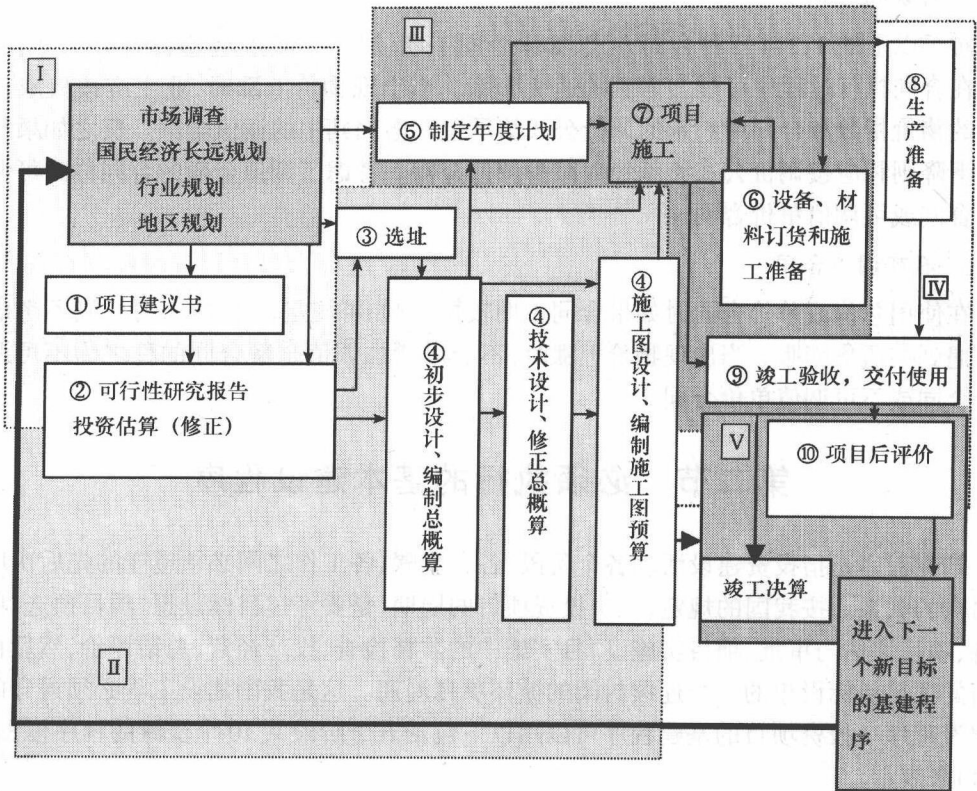 Ⅰ
市场调查
国民经济长远规划
行业规划
地区规划
① 项目建议书
② 可行性研究报告
投资估算（修正）
Ⅱ
③ 选址
④初步设计、编制总概算
④技术设计、修正总概算
④施工图设计、编制施工图预算
Ⅲ
⑤ 制定年度计划
⑦ 项目
施工
⑥ 设备、材
料订货和施
工准备
⑧生产准备
Ⅳ
⑨ 竣工验收，交付使用
Ⅴ
⑩ 项目后评价
竣工决算
进入下一
个新目标
的基建程
序